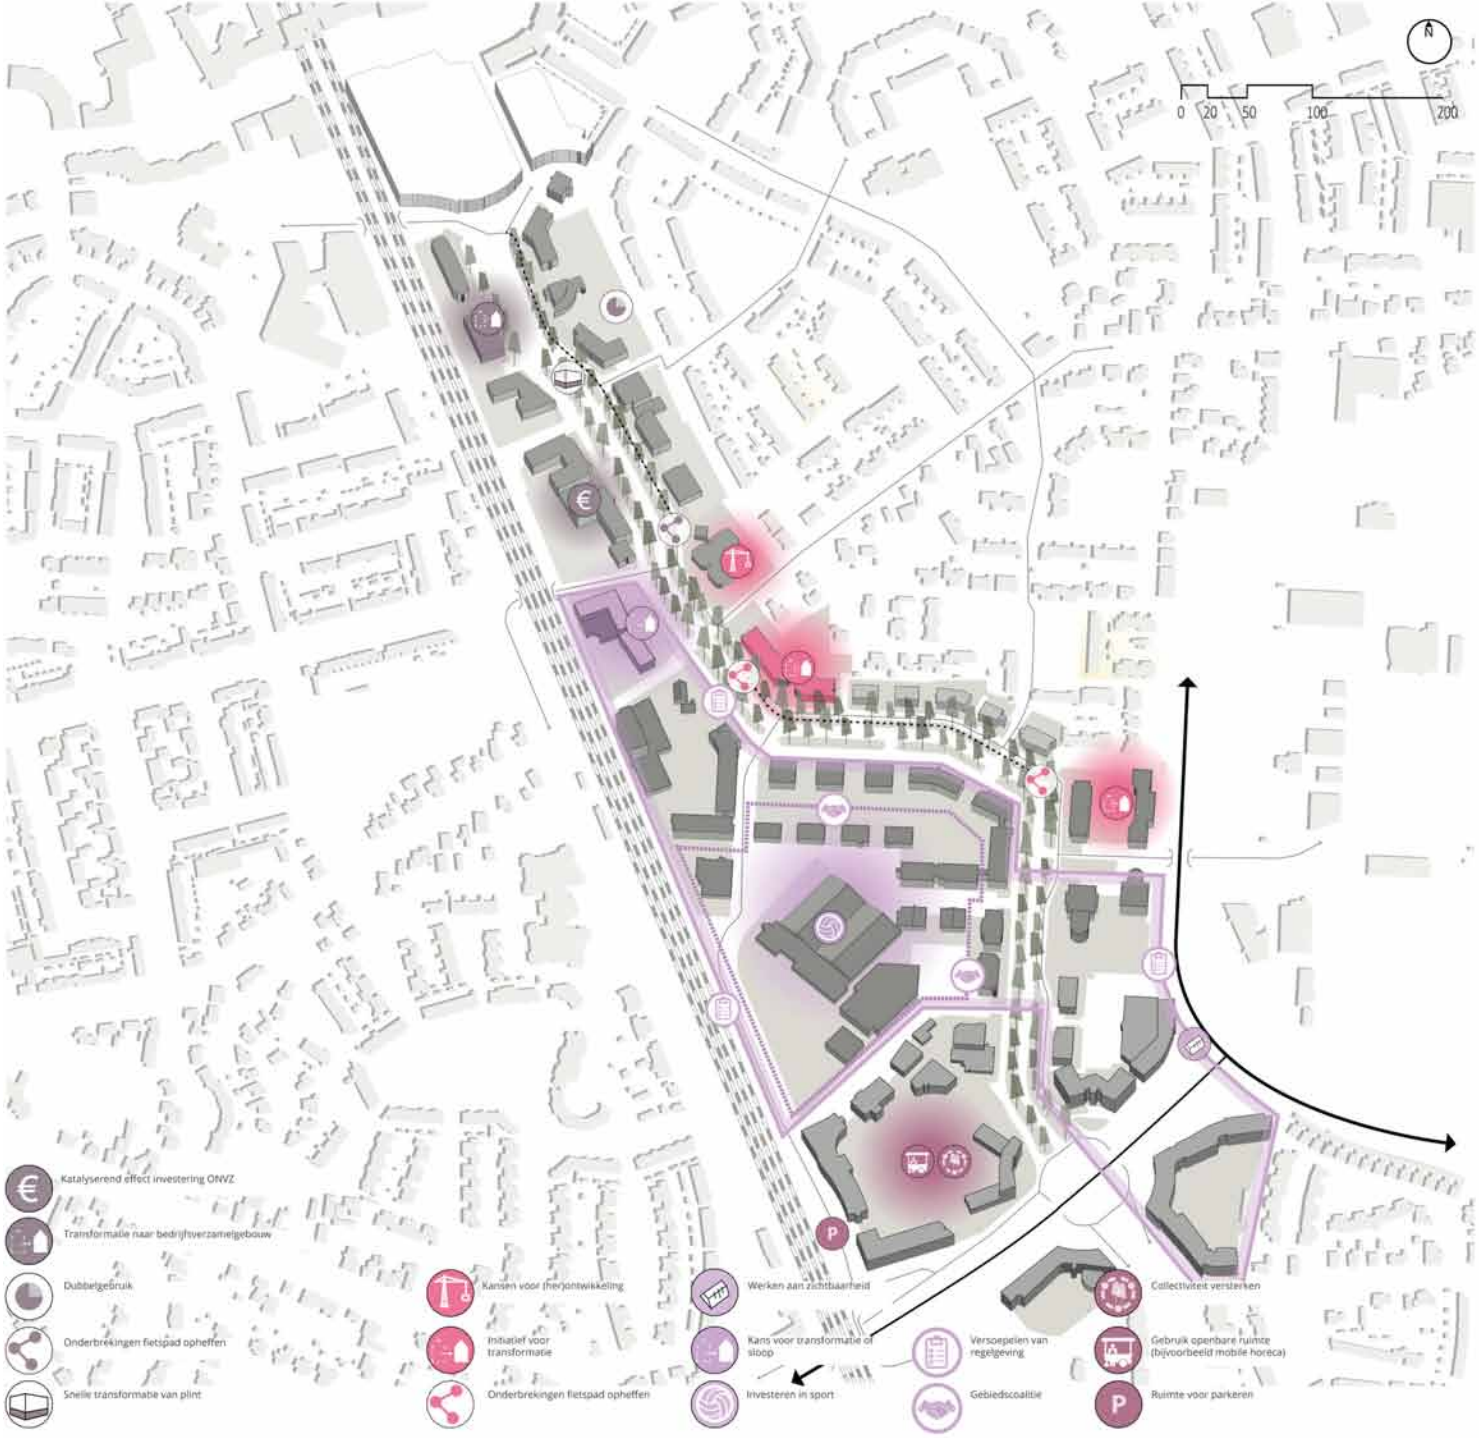 N
0 20 50 100 200
€
P
€ Katalyserend effect investering ONVZ
Transformatie naar bedrijfsverzamelgebouw
Dubbelgebruik
Onderbrekingen fietspad opheffen
Snelle transformatie van plint
Kansen voor (her)ontwikkeling
Initiatief voor
transformatie
Onderbrekingen fietspad opheffen
Werken aan zichtbaarheid
Kans voor transformatie of
sloop
Investeren in sport
Versoepelen van
regelgeving
Gebiedscoalitie
Collectiviteit versterken
Gebruik openbare ruimte
(bijvoorbeeld mobile horeca)
P Ruimte voor parkeren